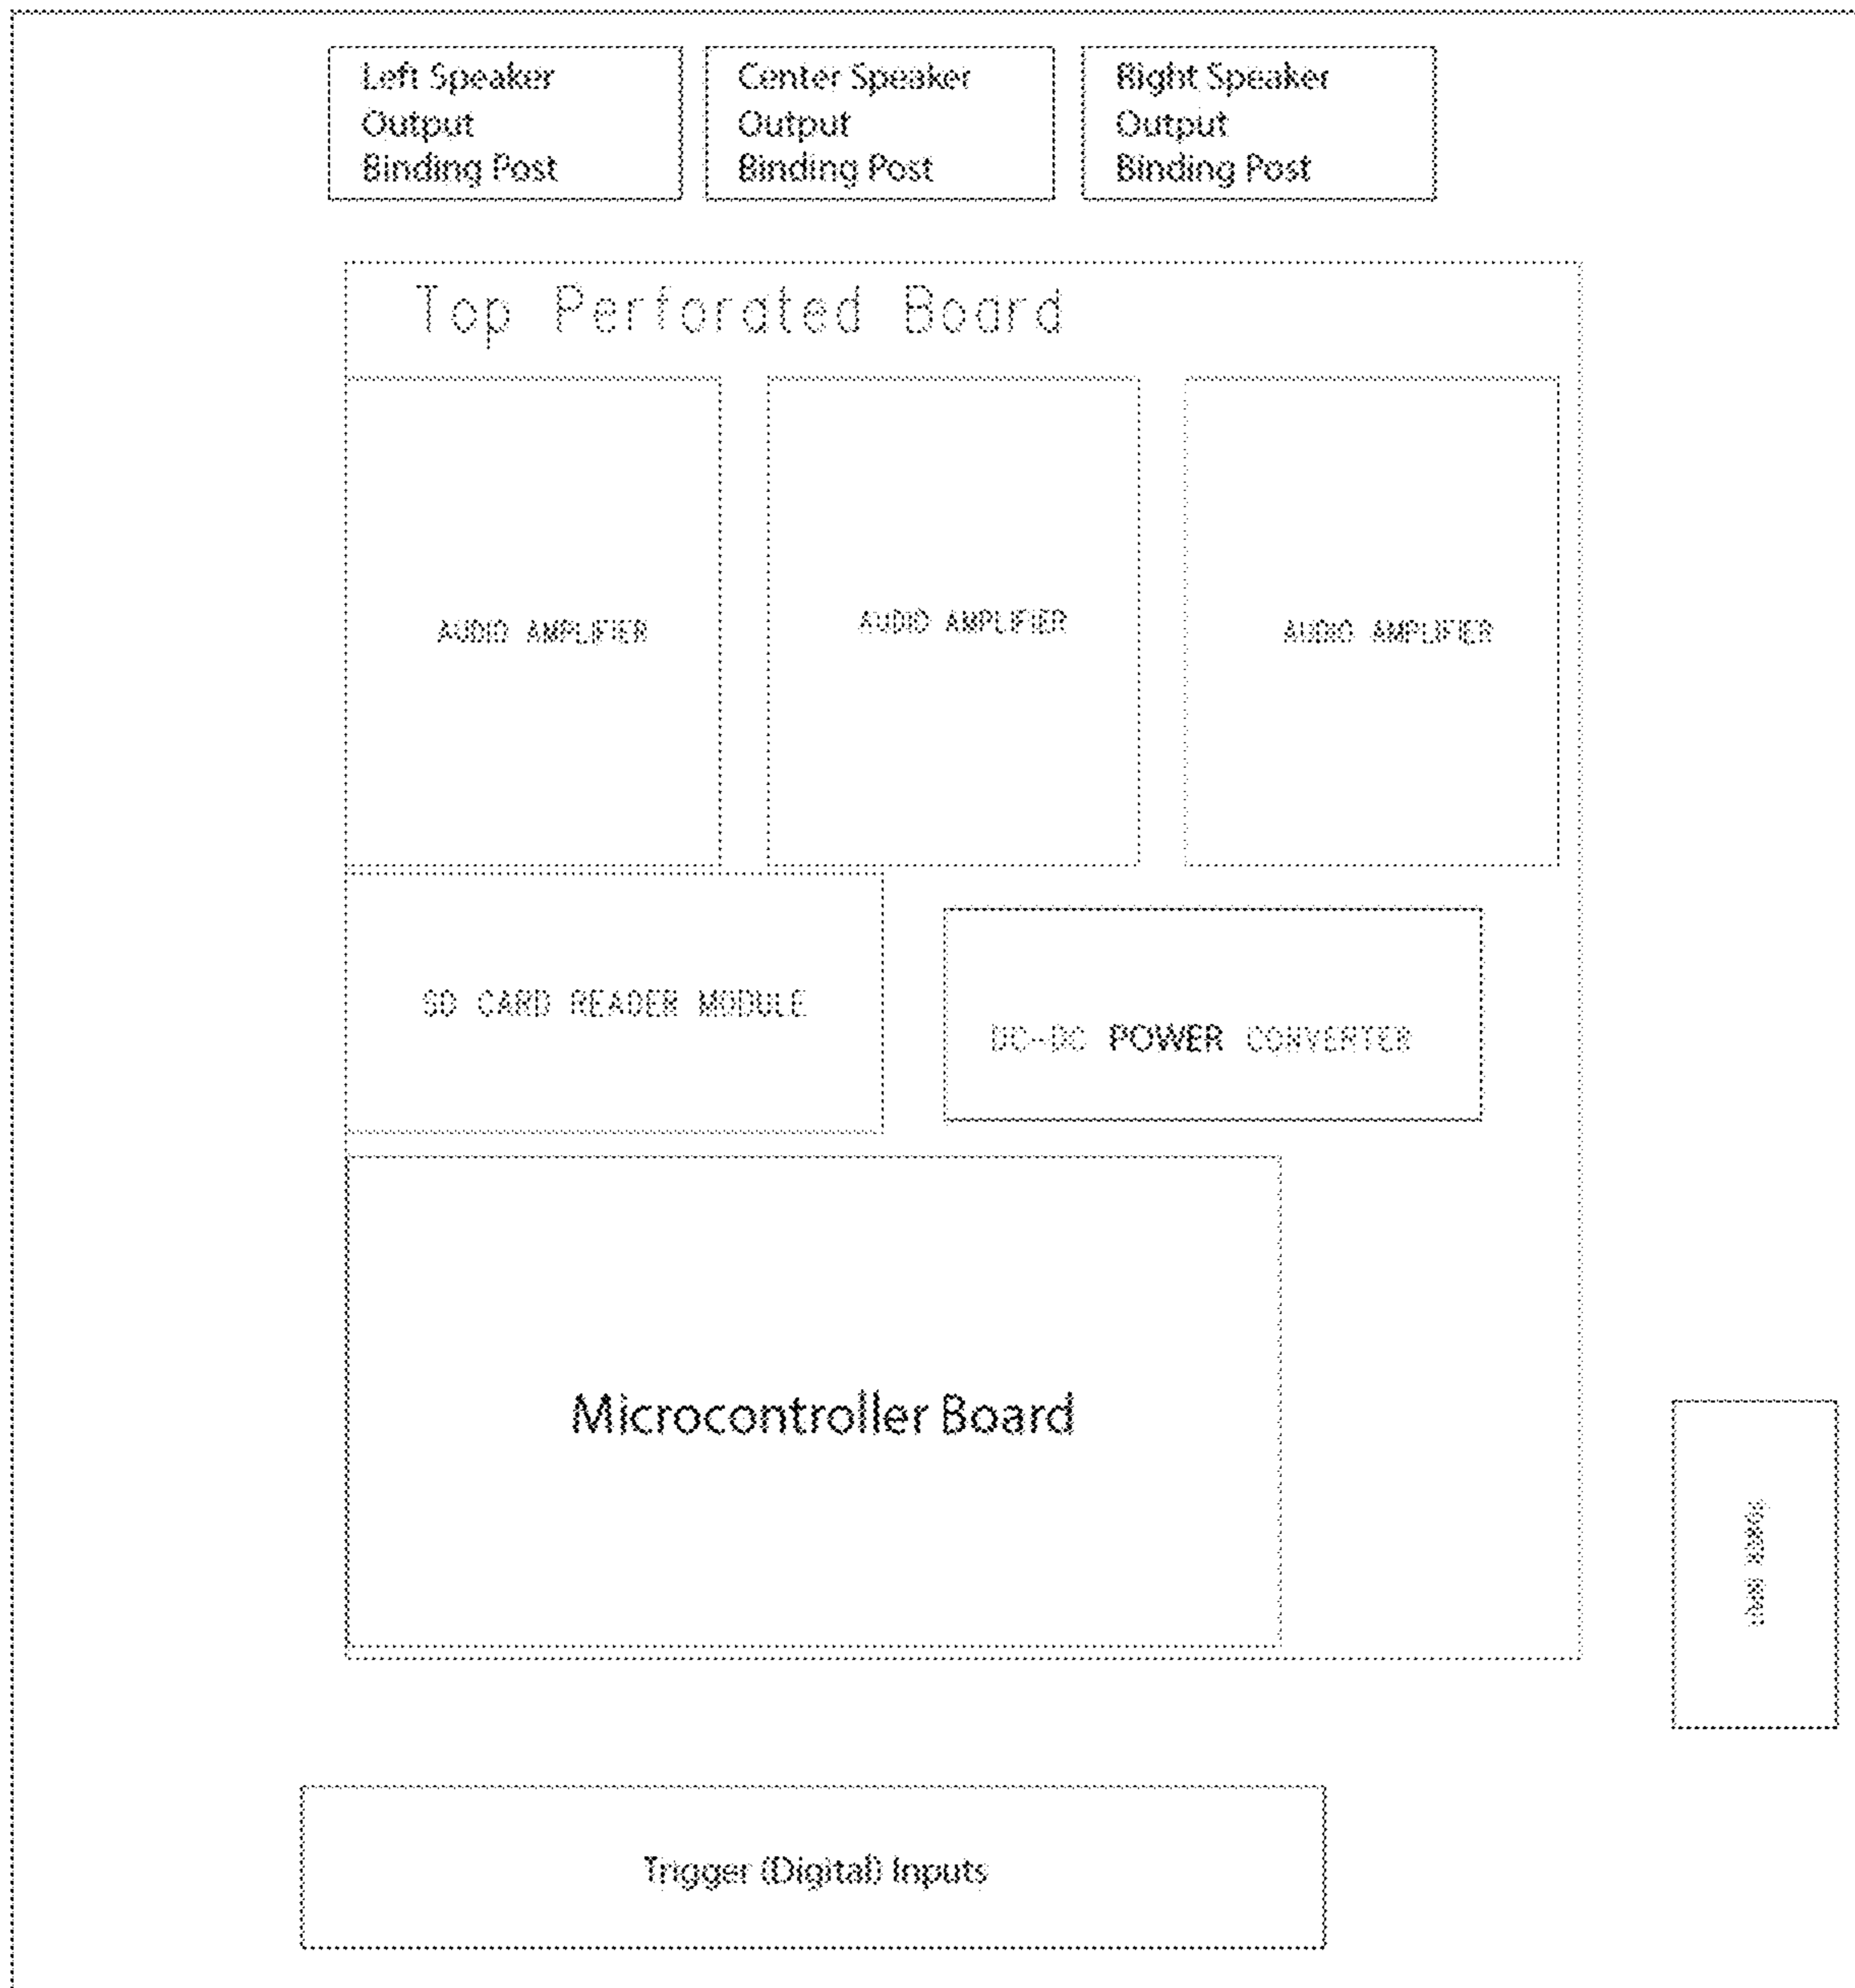 Left Speaker
Output
Binding Post
Center Speaker
Output
Binding Post
Right Speaker
Output
Binding Post
Top Perforated Board
AUDIO AMPLIFIER
AUDIO AMPLIFIER
AUDIO AMPLIFIER
SD CARD READER MODULE
DC-DC POWER CONVERTER
Microcontroller Board
Trigger (Digital) Inputs